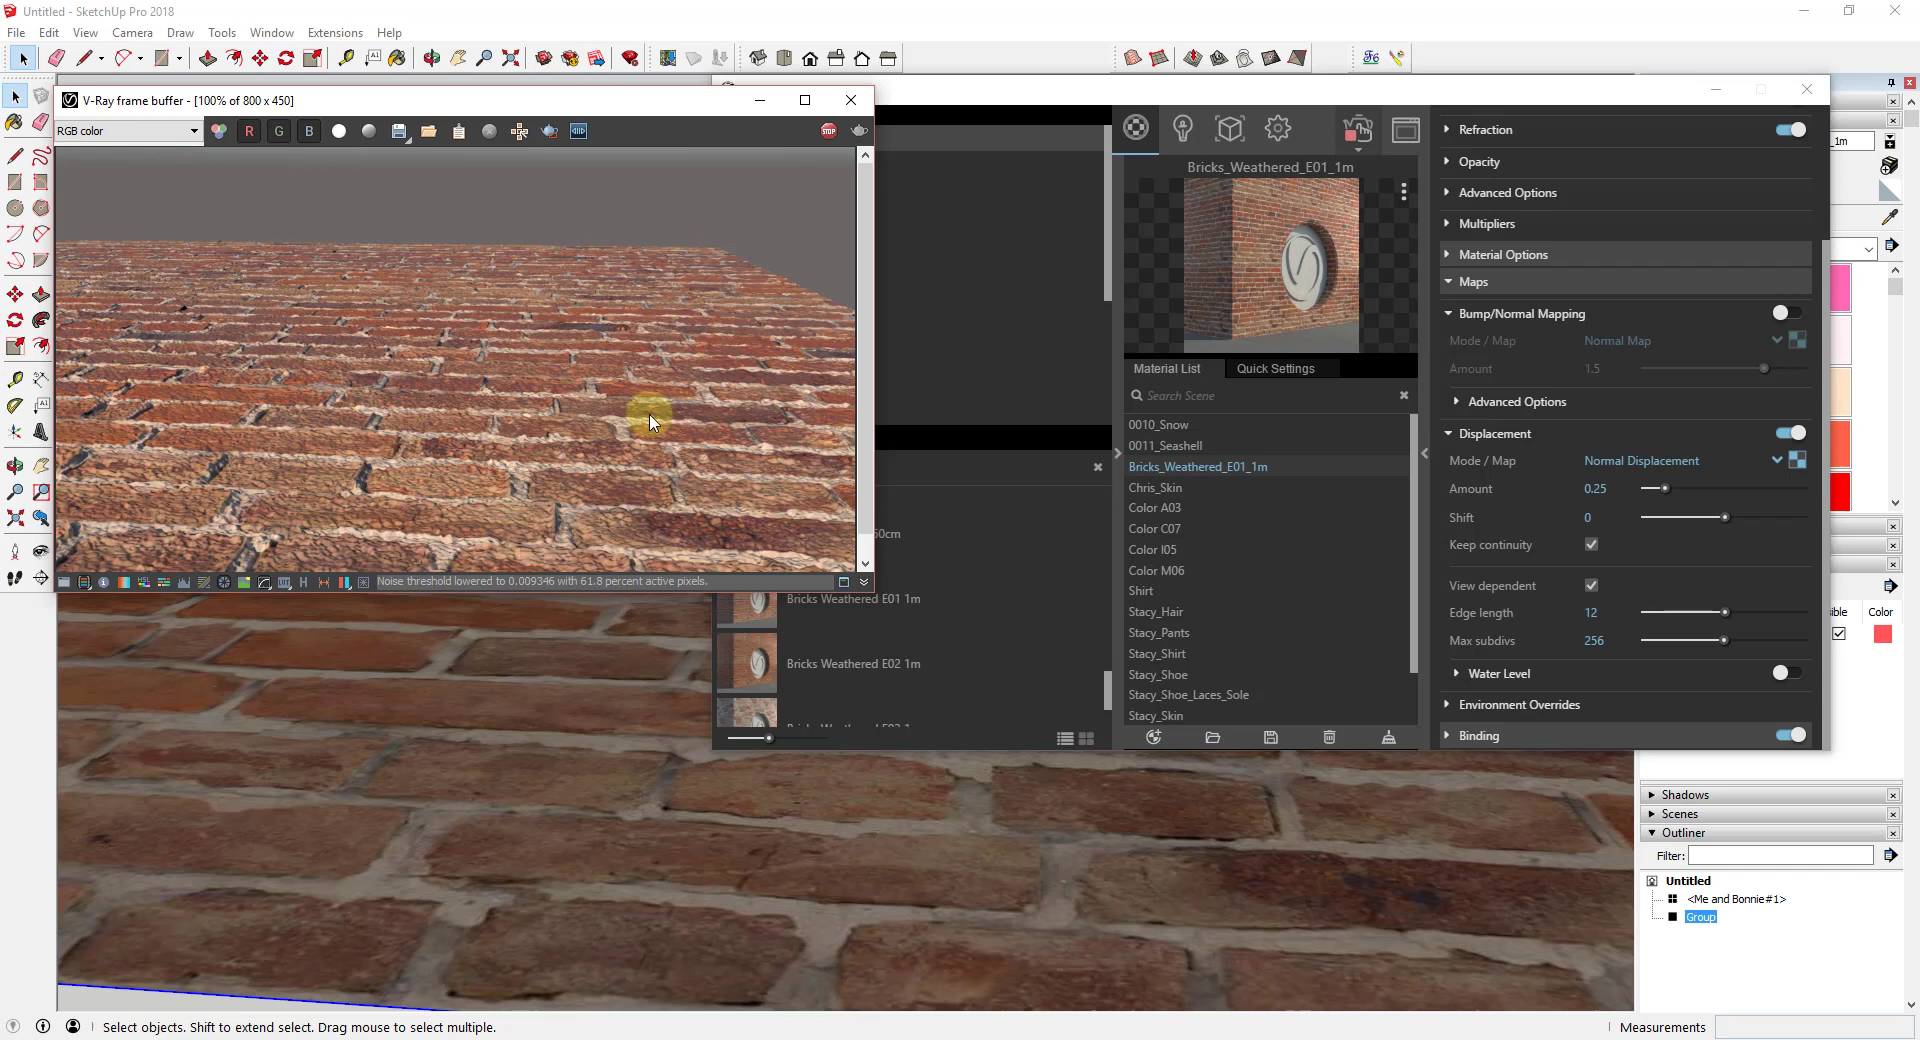 Untitled - SketchUp Pro 2018
File Edit View Camera Draw Tools Window Extensions Help
V-Ray frame buffer - [100% of 800 x 450]
RGB color
R G B
STOP
Noise threshold lowered to 0.009346 with 61.8 percent active pixels.
Bricks Weathered E01 1m
Bricks Weathered E02 1m
Bricks_Weathered_E01_1m
Material List
Quick Settings
Search Scene
0010_Snow
0011_Seashell
Bricks_Weathered_E01_1m
Chris_Skin
Color A03
Color C07
Color I05
Color M06
Shirt
Stacy_Hair
Stacy_Pants
Stacy_Shirt
Stacy_Shoe
Stacy_Shoe_Laces_Sole
Stacy_Skin
Refraction
Opacity
Advanced Options
Multipliers
Material Options
Maps
Bump/Normal Mapping
Mode / Map Normal Map
Amount 1.5
Advanced Options
Displacement
Mode / Map Normal Displacement
Amount 0.25
Shift 0
Keep continuity
View dependent
Edge length 12
Max subdivs 256
Water Level
Environment Overrides
Binding
_1m
Color
Shadows
Scenes
Outliner
Filter:
Untitled
<Me and Bonnie#1>
Group
Select objects. Shift to extend select. Drag mouse to select multiple.
Measurements